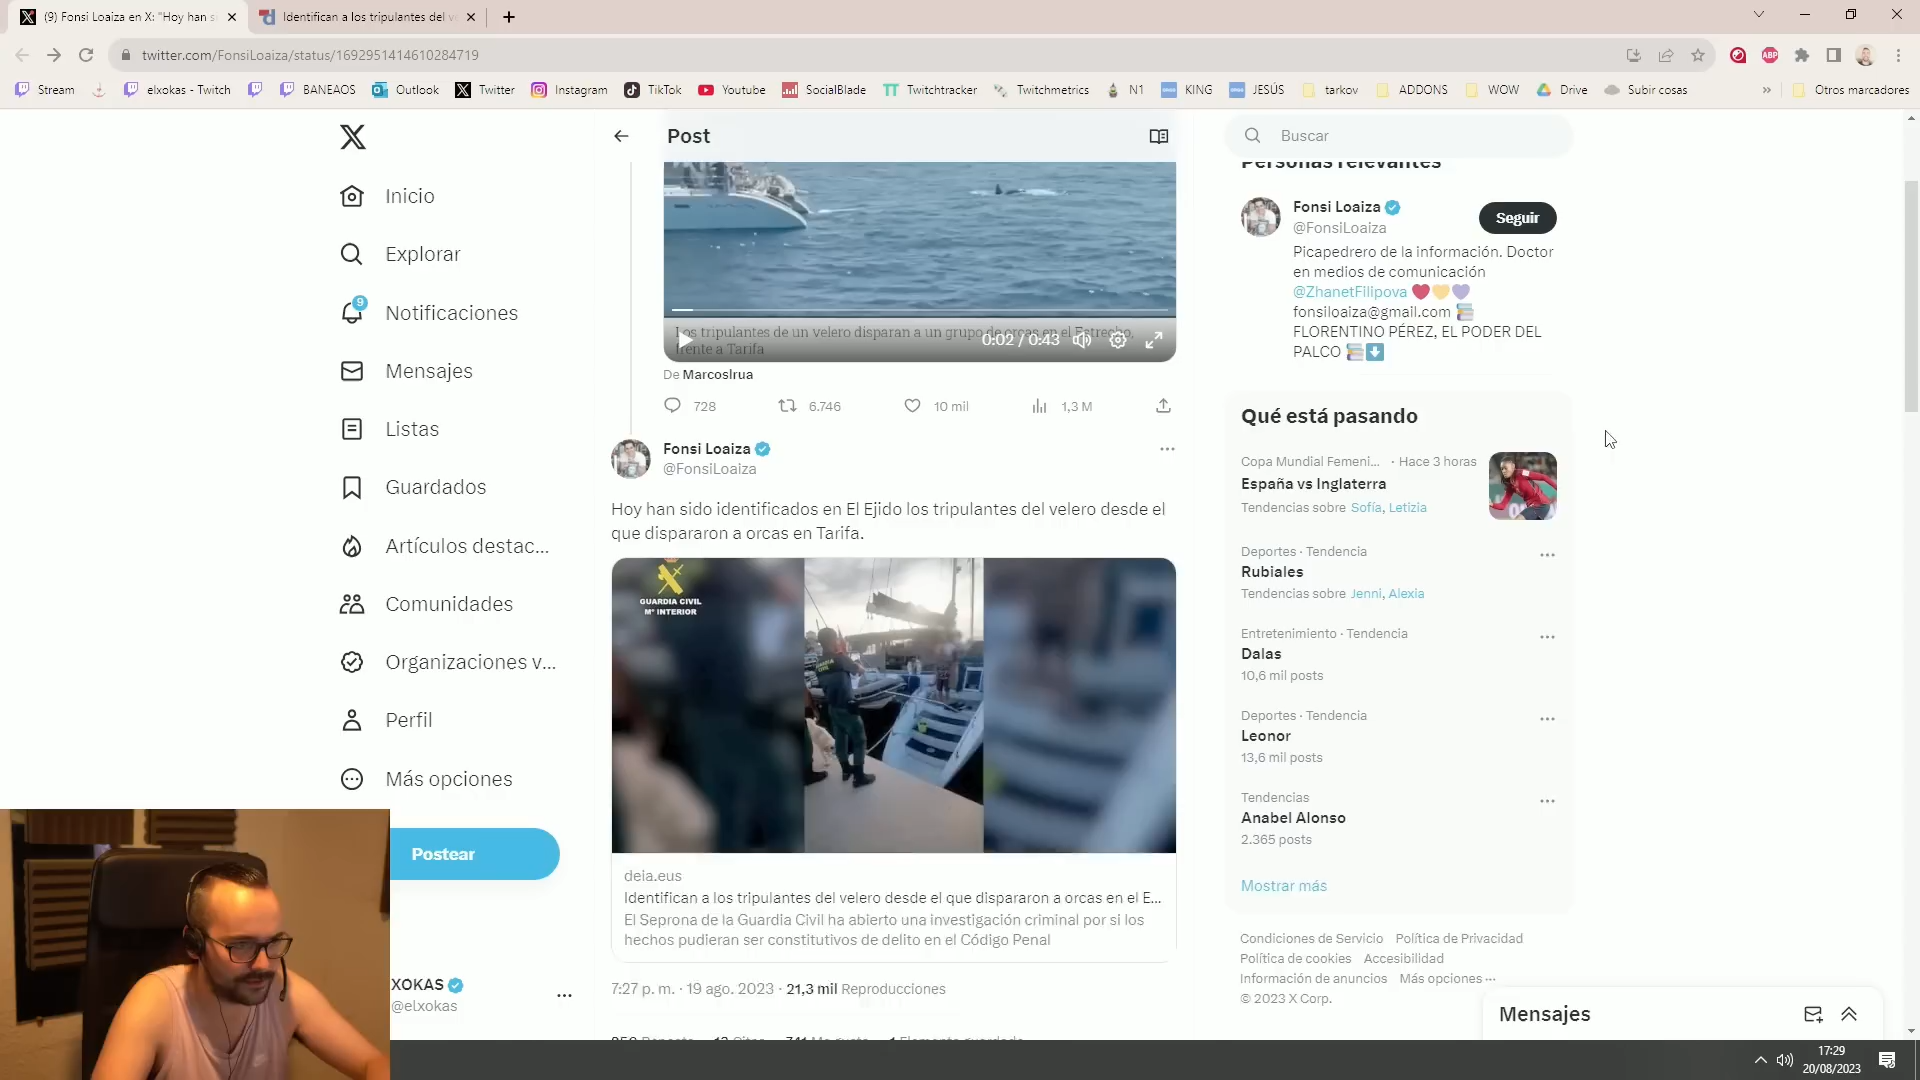 (9) Fonsi Loaiza en X: "Hoy han s
Identifican a los tripulantes del v
twitter.com/FonsiLoaiza/status/1692951414610284719
Stream
elxokas - Twitch
BANEAOS
Outlook
Twitter
Instagram
TikTok
Youtube
SocialBlade
Twitchtracker
Twitchmetrics
N1
KING
JESÚS
tarkov
ADDONS
WOW
Drive
Subir cosas
Otros marcadores
Inicio
Explorar
9
Notificaciones
Mensajes
Listas
Guardados
Artículos destac...
Comunidades
Organizaciones v...
Perfil
Más opciones
Postear
XOKAS
@elxokas
Post
Los tripulantes de un velero disparan a un grupo de orcas en el Estrecho,
frente a Tarifa
0:02 / 0:43
De MarcosIrua
728
6.746
10 mil
1,3 M
Fonsi Loaiza
@FonsiLoaiza
Hoy han sido identificados en El Ejido los tripulantes del velero desde el
que dispararon a orcas en Tarifa.
GUARDIA CIVIL
Mº INTERIOR
deia.eus
Identifican a los tripulantes del velero desde el que dispararon a orcas en el E...
El Seprona de la Guardia Civil ha abierto una investigación criminal por si los
hechos pudieran ser constitutivos de delito en el Código Penal
7:27 p. m. · 19 ago. 2023 · 21,3 mil Reproducciones
Buscar
Personas relevantes
Fonsi Loaiza
@FonsiLoaiza
Seguir
Picapedrero de la información. Doctor
en medios de comunicación
@ZhanetFilipova
fonsiloaiza@gmail.com
FLORENTINO PÉREZ, EL PODER DEL
PALCO
Qué está pasando
Copa Mundial Femeni... · Hace 3 horas
España vs Inglaterra
Tendencias sobre Sofía, Letizia
Deportes · Tendencia
Rubiales
Tendencias sobre Jenni, Alexia
Entretenimiento · Tendencia
Dalas
10,6 mil posts
Deportes · Tendencia
Leonor
13,6 mil posts
Tendencias
Anabel Alonso
2.365 posts
Mostrar más
Condiciones de Servicio Política de Privacidad
Política de cookies Accesibilidad
Información de anuncios Más opciones ···
© 2023 X Corp.
Mensajes
17:29
20/08/2023